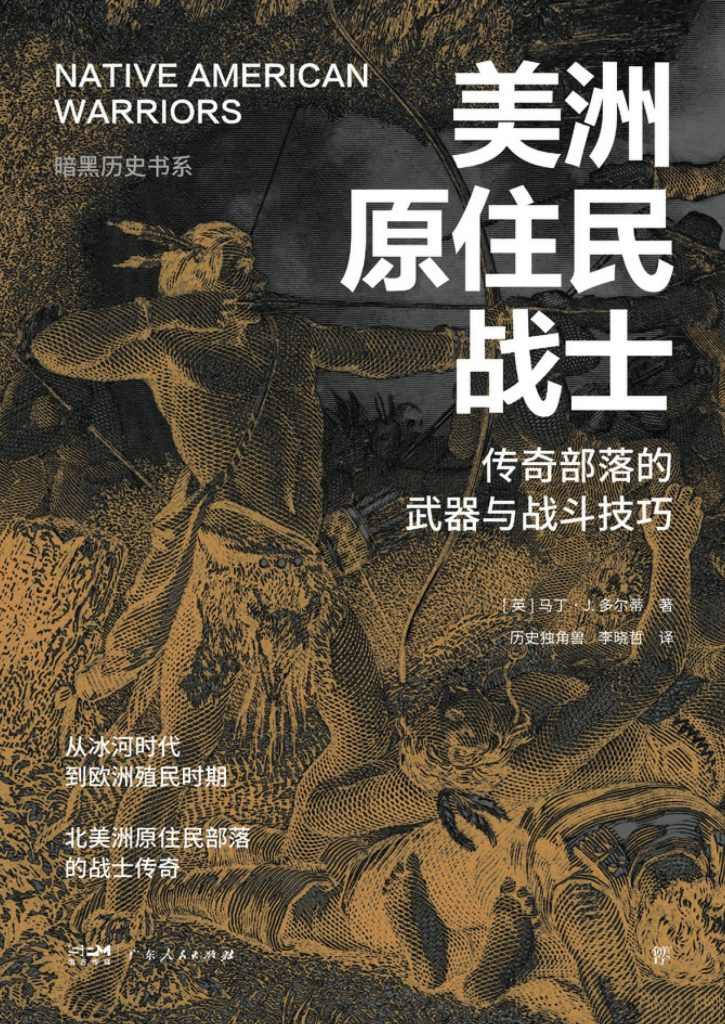 NATIVE AMERICAN
WARRIORS
暗黑历史书系
美洲
原住民
战士
传奇部落的
武器与战斗技巧
[英]马丁·J.多尔蒂 著
历史独角兽 李晓哲 译
从冰河时代
到欧洲殖民时期
北美洲原住民部落
的战士传奇
广东人民出版社